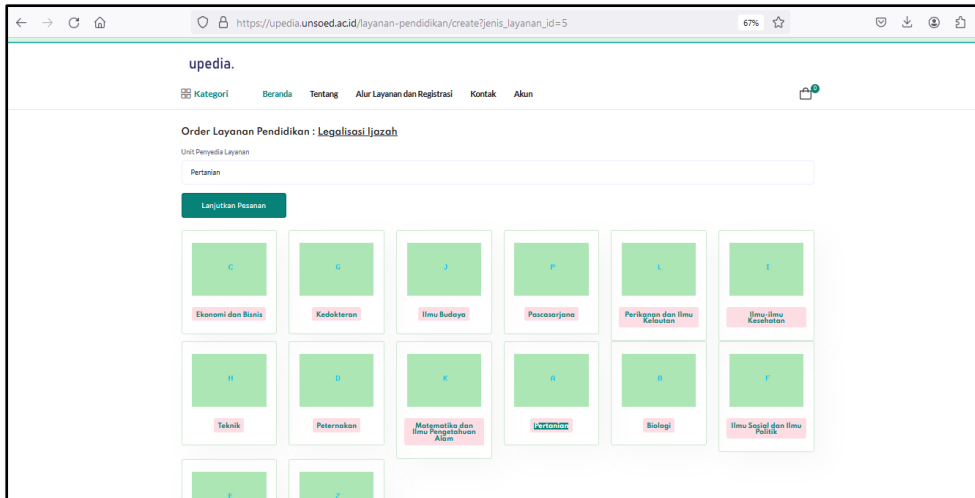 https://upedia.unsoed.ac.id/layanan-pendidikan/create?jenis_layanan_id=5
67%
upedia.
Kategori Beranda Tentang Alur Layanan dan Registrasi Kontak Akun
0
Order Layanan Pendidikan : Legalisasi Ijazah
Unit Penyedia Layanan
Pertanian
Lanjutkan Pesanan
C G J P L I
Ekonomi dan Bisnis Kedokteran Ilmu Budaya Pascasarjana Perikanan dan Ilmu Kelautan Ilmu-ilmu Kesehatan
H D K A B F
Teknik Peternakan Matematika dan Ilmu Pengetahuan Alam Pertanian Biologi Ilmu Sosial dan Ilmu Politik
E Z